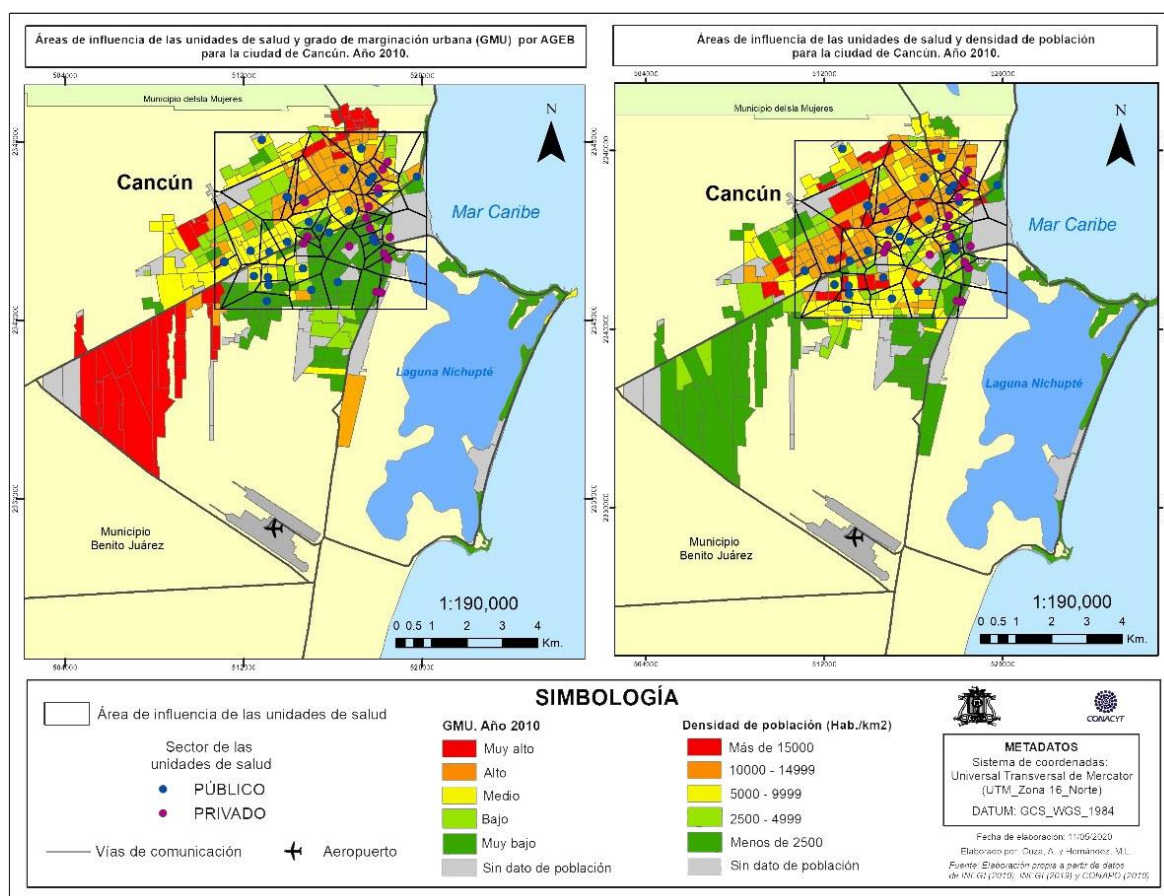 Áreas de influencia de las unidades de salud y grado de marginación urbana (GMU) por AGEB
para la ciudad de Cancún. Año 2010.
504000
512000
520000
Municipio delsla Mujeres
N
Cancún
Mar Caribe
Laguna Nichupté
Municipio
Benito Juárez
1:190,000
0 0.5 1 2 3 4
Km.
504000
512000
520000
Áreas de influencia de las unidades de salud y densidad de población
para la ciudad de Cancún. Año 2010.
504000
512000
Municipio delsla Mujeres
N
Cancún
Mar Caribe
Laguna Nichupté
Municipio
Benito Juárez
1:190,000
0 0.5 1 2 3 4
Km.
504000
512000
SIMBOLOGÍA
Área de influencia de las unidades de salud
Sector de las
unidades de salud
PÚBLICO
PRIVADO
Vías de comunicación
Aeropuerto
GMU. Año 2010
Muy alto
Alto
Medio
Bajo
Muy bajo
Sin dato de población
Densidad de población (Hab./km2)
Más de 15000
10000 - 14999
5000 - 9999
2500 - 4999
Menos de 2500
Sin dato de población
CONACYT
METADATOS
Sistema de coordenadas:
Universal Transversal de Mercator
(UTM_Zona 16_Norte)
DATUM: GCS_WGS_1984
Fecha de elaboración: 11/05/2020
Elaborado por: Cuza, A. y Hernández, M.L.
Fuente: Elaboración propia a partir de datos
de INEGI (2010), INEGI (2019) y CONAPO (2010)